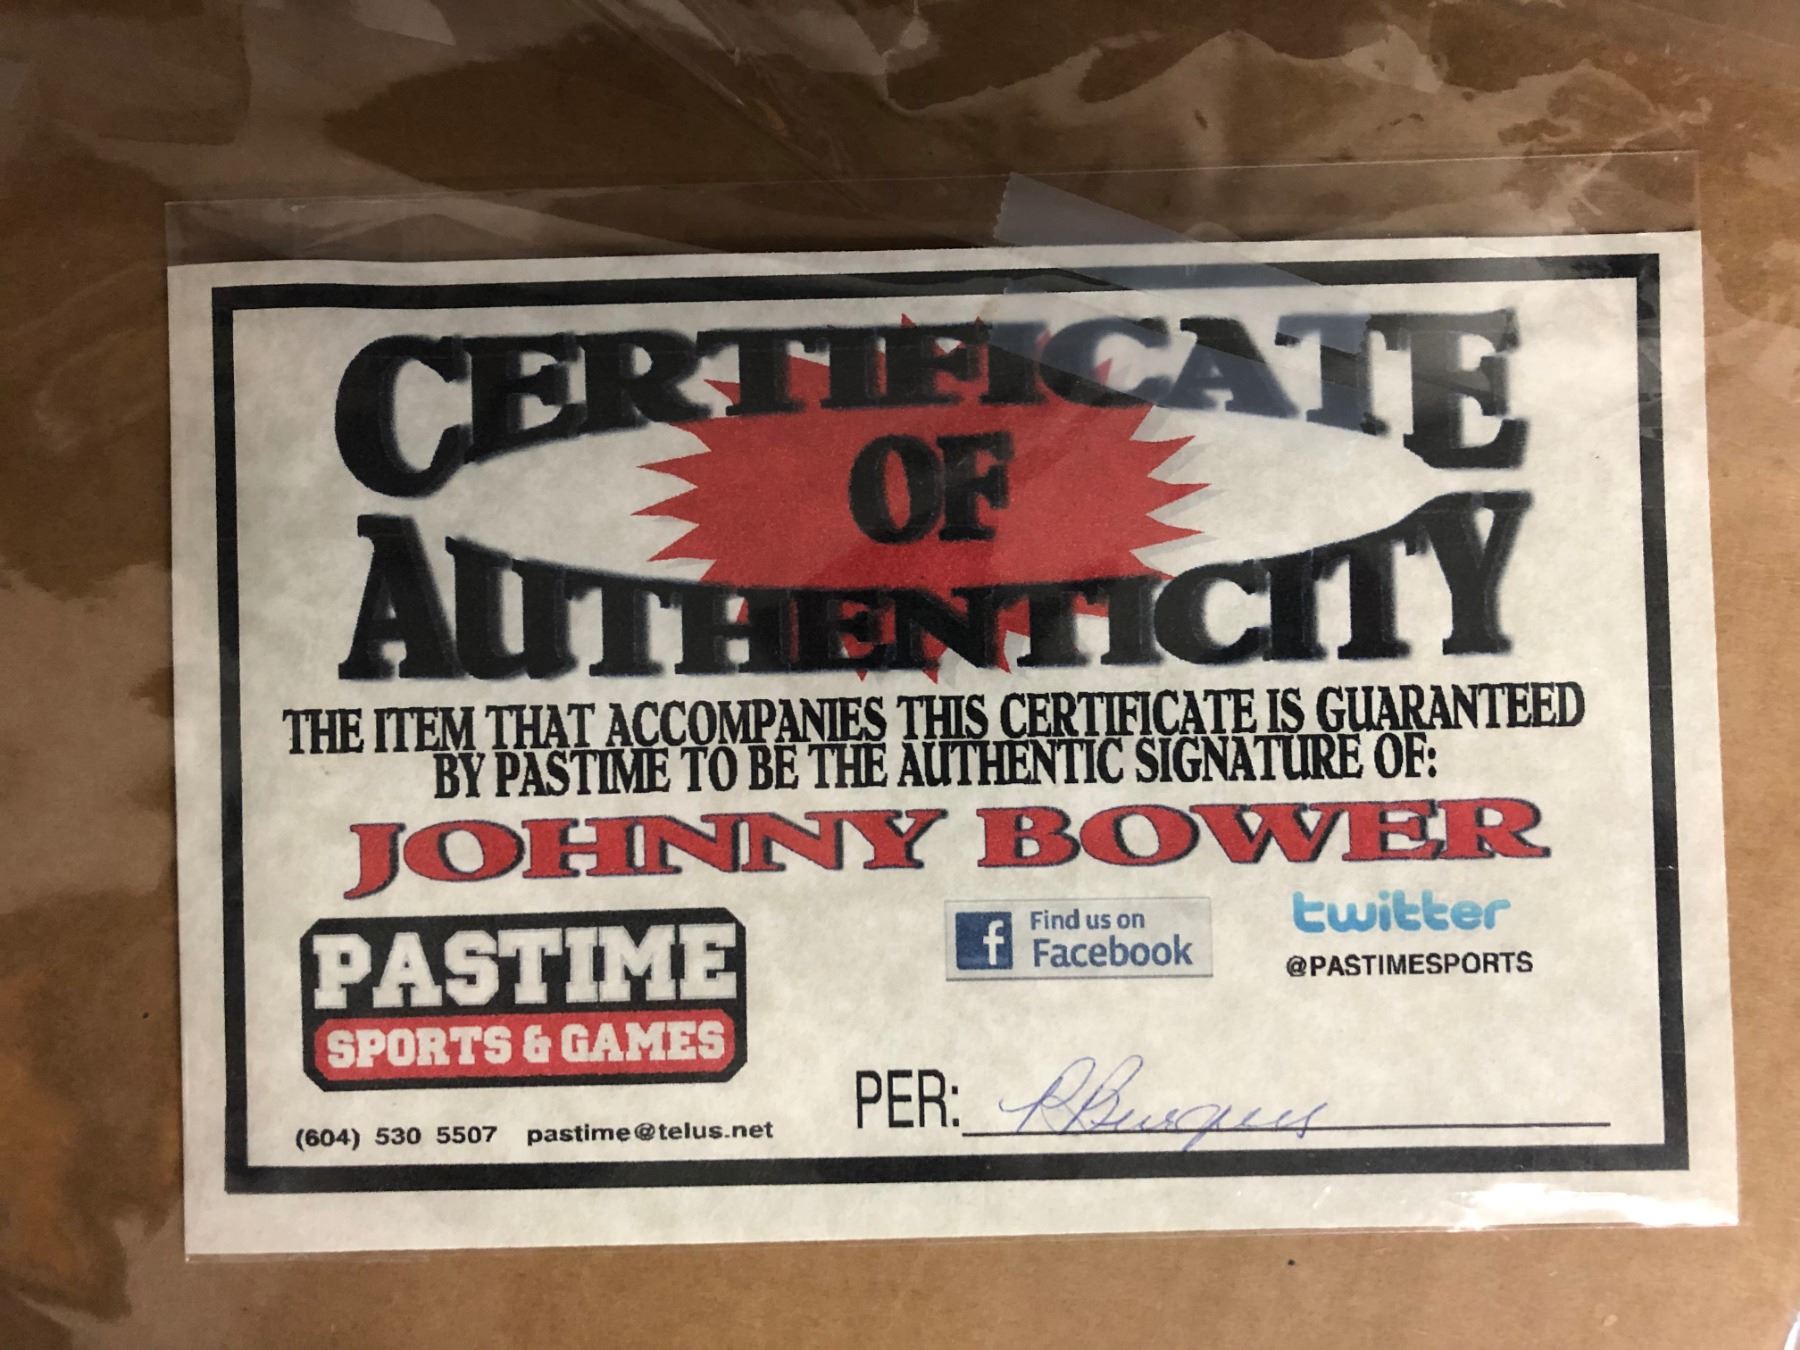 CERTIFICATE
OF
AUTHENTICITY
THE ITEM THAT ACCOMPANIES THIS CERTIFICATE IS GUARANTEED
BY PASTIME TO BE THE AUTHENTIC SIGNATURE OF:
JOHNNY BOWER
PASTIME
SPORTS & GAMES
f Find us on
Facebook
twitter
@PASTIMESPORTS
PER: R Burgess
(604) 530 5507 pastime@telus.net